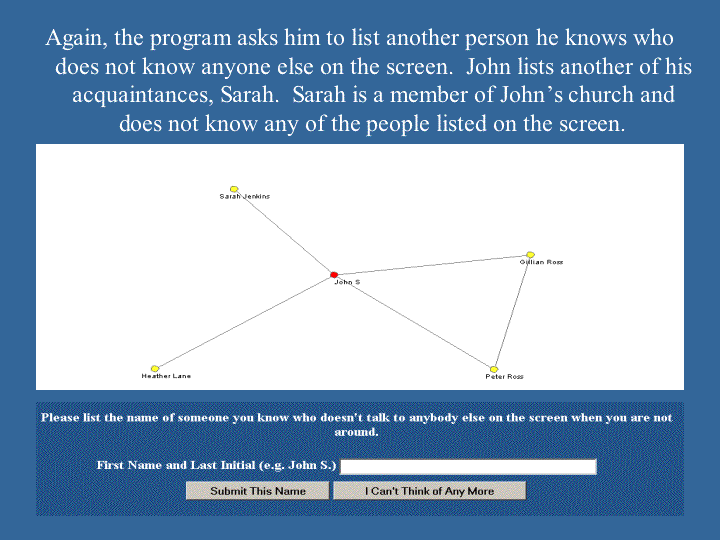 Again, the program asks him to list another person he knows who
does not know anyone else on the screen.  John lists another of his
acquaintances, Sarah.  Sarah is a member of John’s church and
does not know any of the people listed on the screen.
Sarah Jenkins
Gillian Ross
John S
Heather Lane
Peter Ross
Please list the name of someone you know who doesn't talk to anybody else on the screen when you are not
around.
First Name and Last Initial (e.g. John S.)
Submit This Name
I Can't Think of Any More